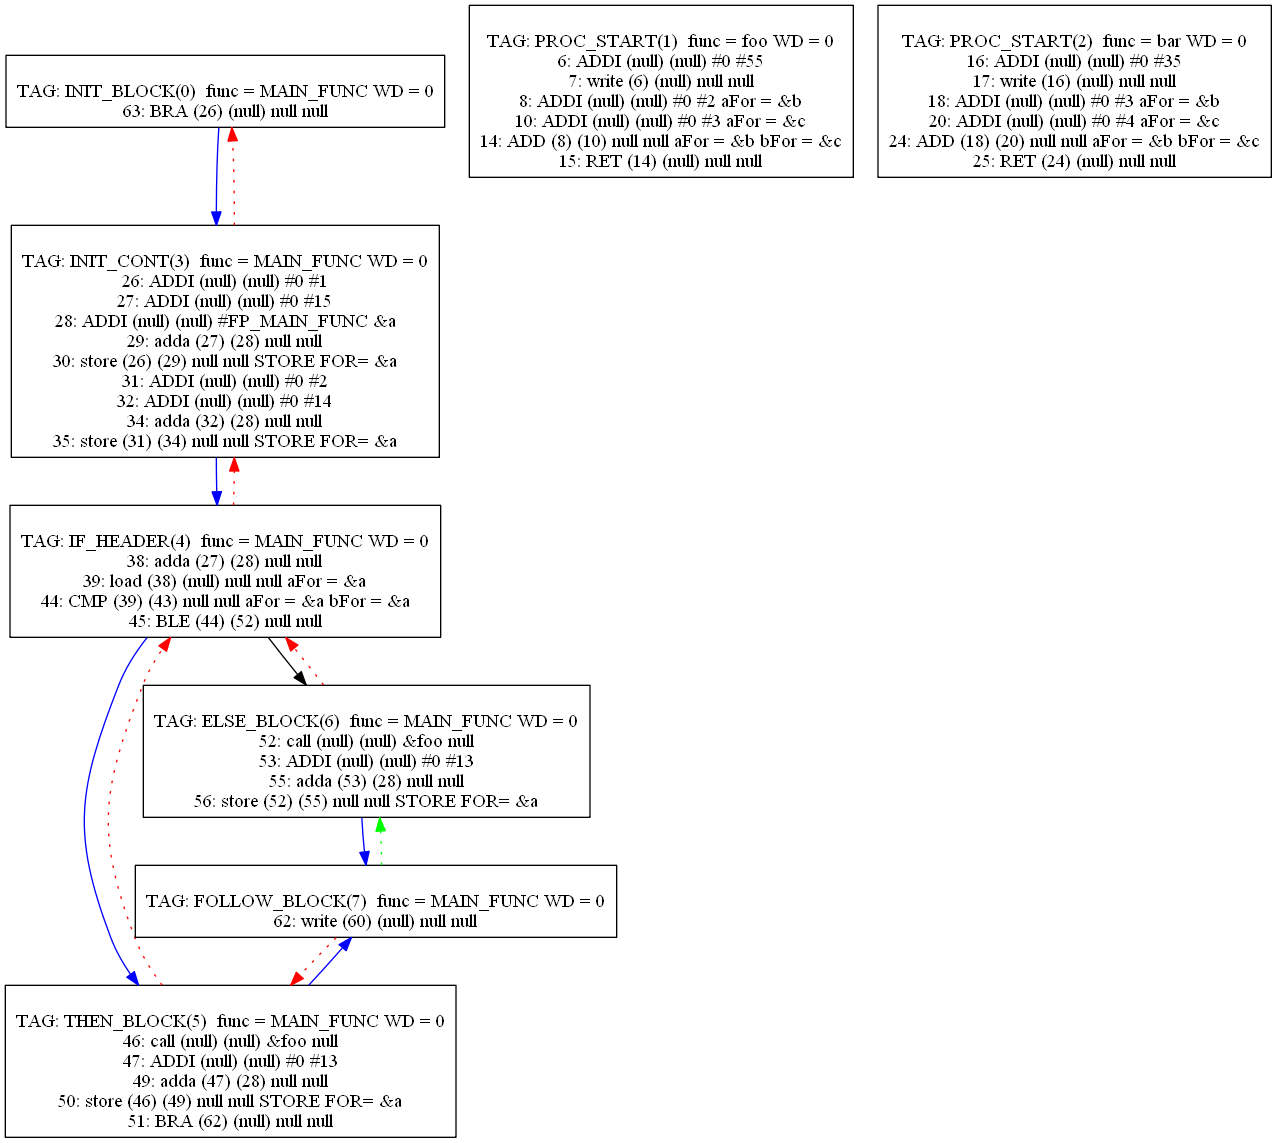 TAG: INIT_BLOCK(0)  func = MAIN_FUNC WD = 0
63: BRA (26) (null) null null
TAG: PROC_START(1)  func = foo WD = 0
6: ADDI (null) (null) #0 #55
7: write (6) (null) null null
8: ADDI (null) (null) #0 #2 aFor = &b
10: ADDI (null) (null) #0 #3 aFor = &c
14: ADD (8) (10) null null aFor = &b bFor = &c
15: RET (14) (null) null null
TAG: PROC_START(2)  func = bar WD = 0
16: ADDI (null) (null) #0 #35
17: write (16) (null) null null
18: ADDI (null) (null) #0 #3 aFor = &b
20: ADDI (null) (null) #0 #4 aFor = &c
24: ADD (18) (20) null null aFor = &b bFor = &c
25: RET (24) (null) null null
TAG: INIT_CONT(3)  func = MAIN_FUNC WD = 0
26: ADDI (null) (null) #0 #1
27: ADDI (null) (null) #0 #15
28: ADDI (null) (null) #FP_MAIN_FUNC &a
29: adda (27) (28) null null
30: store (26) (29) null null STORE FOR= &a
31: ADDI (null) (null) #0 #2
32: ADDI (null) (null) #0 #14
34: adda (32) (28) null null
35: store (31) (34) null null STORE FOR= &a
TAG: IF_HEADER(4)  func = MAIN_FUNC WD = 0
38: adda (27) (28) null null
39: load (38) (null) null null aFor = &a
44: CMP (39) (43) null null aFor = &a bFor = &a
45: BLE (44) (52) null null
TAG: ELSE_BLOCK(6)  func = MAIN_FUNC WD = 0
52: call (null) (null) &foo null
53: ADDI (null) (null) #0 #13
55: adda (53) (28) null null
56: store (52) (55) null null STORE FOR= &a
TAG: FOLLOW_BLOCK(7)  func = MAIN_FUNC WD = 0
62: write (60) (null) null null
TAG: THEN_BLOCK(5)  func = MAIN_FUNC WD = 0
46: call (null) (null) &foo null
47: ADDI (null) (null) #0 #13
49: adda (47) (28) null null
50: store (46) (49) null null STORE FOR= &a
51: BRA (62) (null) null null